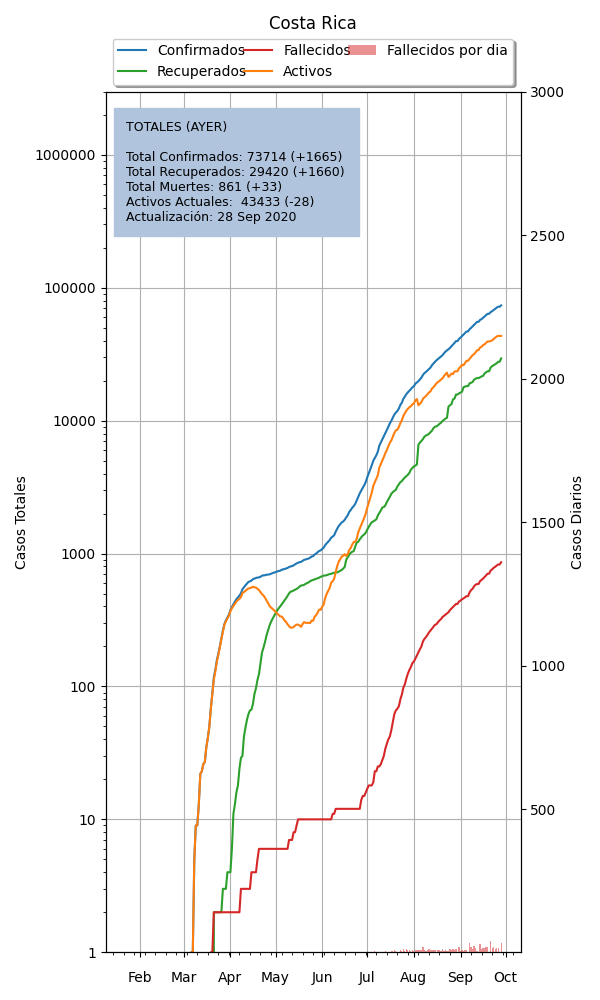 Costa Rica
Confirmados Fallecidos Fallecidos por dia
Recuperados Activos
TOTALES (AYER)
Total Confirmados: 73714 (+1665)
Total Recuperados: 29420 (+1660)
Total Muertes: 861 (+33)
Activos Actuales:  43433 (-28)
Actualización: 28 Sep 2020
Casos Totales
1000000
100000
10000
1000
100
10
1
3000
2500
2000
1500
1000
500
Casos Diarios
Feb Mar Apr May Jun Jul Aug Sep Oct